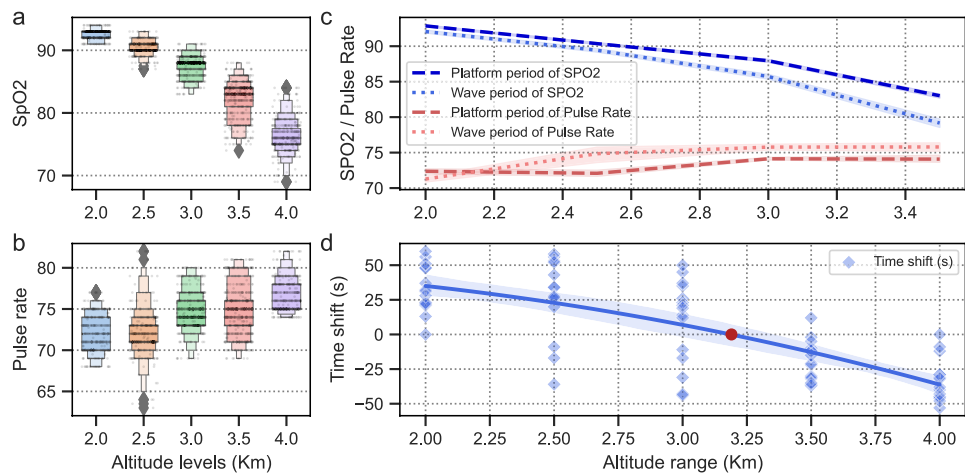 a
SpO2
90
80
70
2.0 2.5 3.0 3.5 4.0
b
Pulse rate
80
75
70
65
2.0 2.5 3.0 3.5 4.0
Altitude levels (Km)
c
SPO2 / Pulse Rate
90
85
80
75
70
Platform period of SPO2
Wave period of SPO2
Platform period of Pulse Rate
Wave period of Pulse Rate
2.0 2.2 2.4 2.6 2.8 3.0 3.2 3.4
d
Time shift (s)
50
25
0
−25
−50
Time shift (s)
2.00 2.25 2.50 2.75 3.00 3.25 3.50 3.75 4.00
Altitude range (Km)